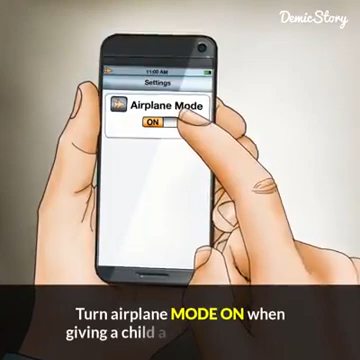 DemicStory
11:00 AM
Settings
Airplane Mode
ON
Turn airplane MODE ON when
giving a child a